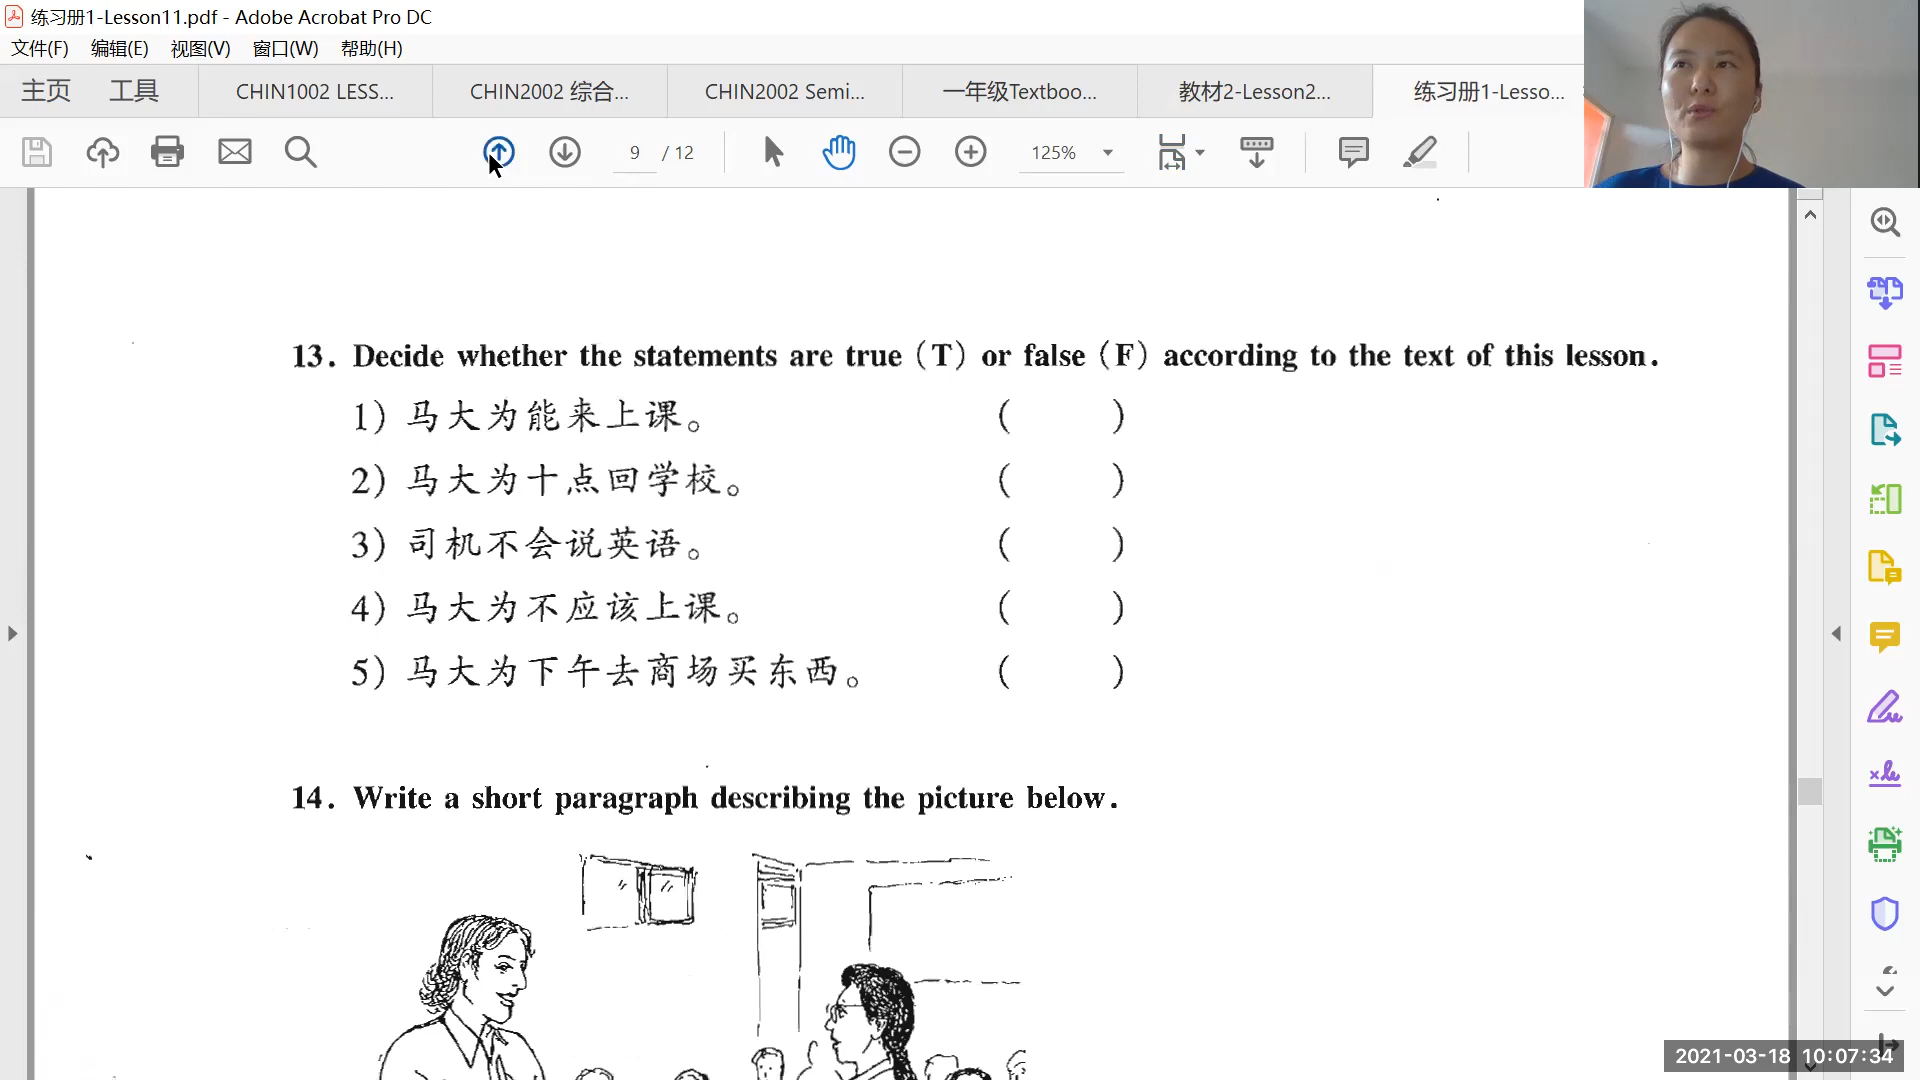 练习册1-Lesson11.pdf - Adobe Acrobat Pro DC
文件(F) 编辑(E) 视图(V) 窗口(W) 帮助(H)
主页 工具 CHIN1002 LESS... CHIN2002 综合... CHIN2002 Semi... 一年级Textboo... 教材2-Lesson2... 练习册1-Lesso...
9 / 12 125%
13. Decide whether the statements are true (T) or false (F) according to the text of this lesson.
1) 马大为能来上课。 ( )
2) 马大为十点回学校。 ( )
3) 司机不会说英语。 ( )
4) 马大为不应该上课。 ( )
5) 马大为下午去商场买东西。 ( )
14. Write a short paragraph describing the picture below.
2021-03-18 10:07:34